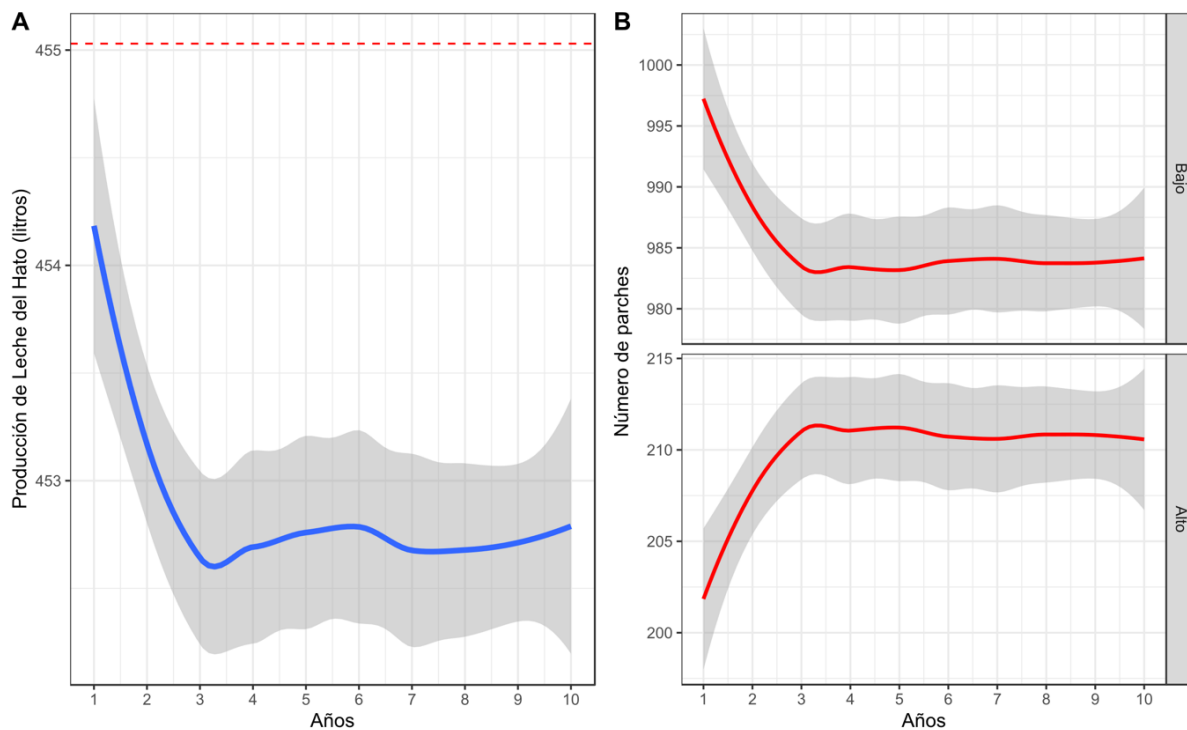 A
Producción de Leche del Hato (litros)
455
454
453
1 2 3 4 5 6 7 8 9 10
Años
B
Número de parches
1000
995
990
985
980
Bajo
215
210
205
200
Alto
1 2 3 4 5 6 7 8 9 10
Años